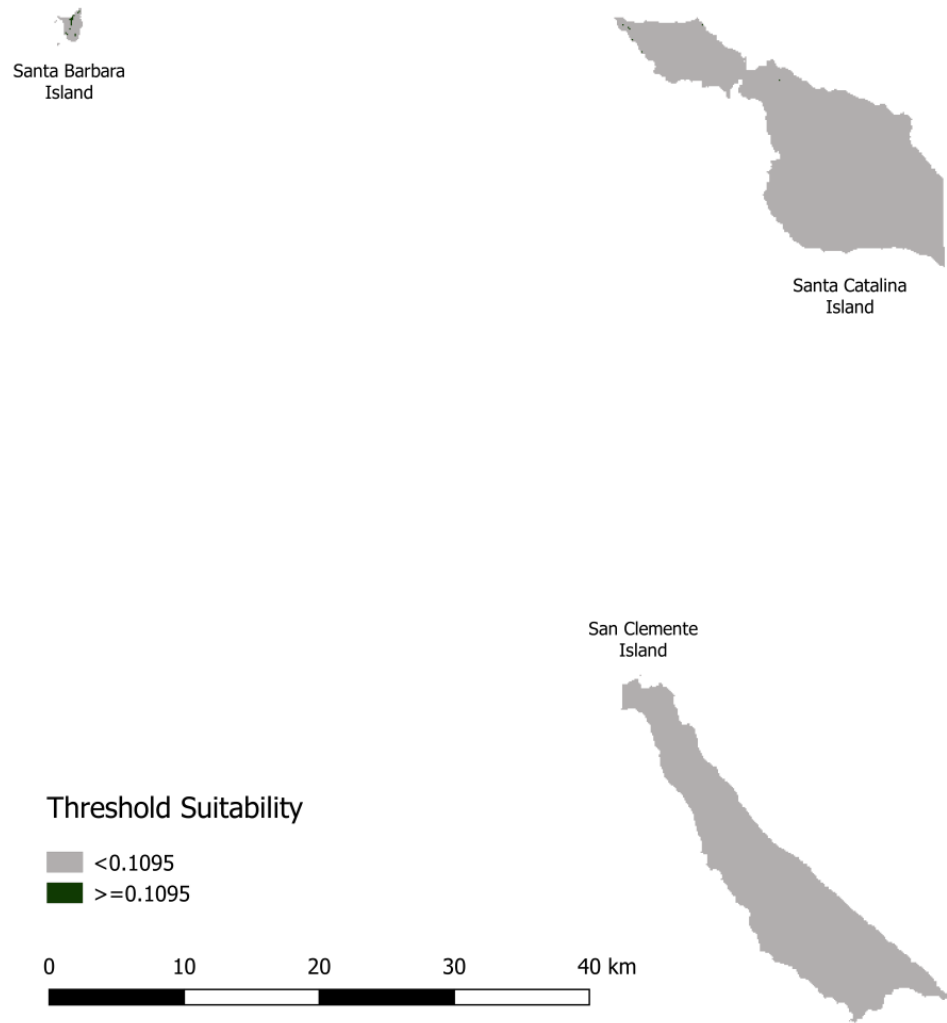 Santa Barbara
Island
Santa Catalina
Island
San Clemente
Island
Threshold Suitability
<0.1095
>=0.1095
0 10 20 30 40 km